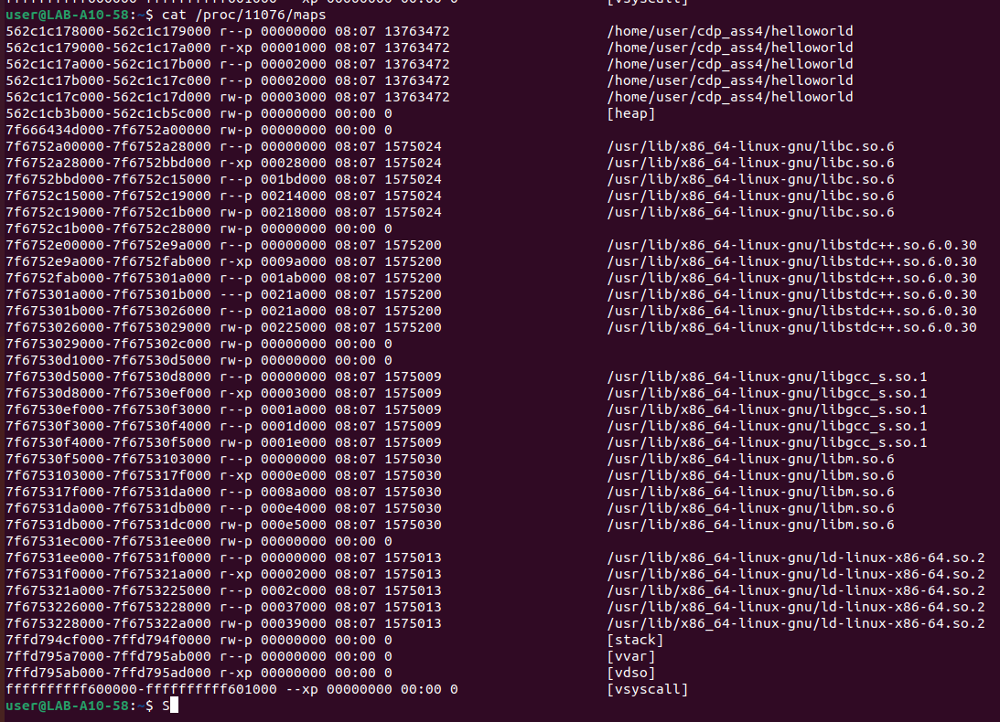 user@LAB-A10-58:~$ cat /proc/11076/maps
562c1c178000-562c1c179000 r--p 00000000 08:07 13763472 /home/user/cdp_ass4/helloworld
562c1c179000-562c1c17a000 r-xp 00001000 08:07 13763472 /home/user/cdp_ass4/helloworld
562c1c17a000-562c1c17b000 r--p 00002000 08:07 13763472 /home/user/cdp_ass4/helloworld
562c1c17b000-562c1c17c000 r--p 00002000 08:07 13763472 /home/user/cdp_ass4/helloworld
562c1c17c000-562c1c17d000 rw-p 00003000 08:07 13763472 /home/user/cdp_ass4/helloworld
562c1cb3b000-562c1cb5c000 rw-p 00000000 00:00 0 [heap]
7f666434d000-7f6752a00000 rw-p 00000000 00:00 0
7f6752a00000-7f6752a28000 r--p 00000000 08:07 1575024 /usr/lib/x86_64-linux-gnu/libc.so.6
7f6752a28000-7f6752bbd000 r-xp 00028000 08:07 1575024 /usr/lib/x86_64-linux-gnu/libc.so.6
7f6752bbd000-7f6752c15000 r--p 001bd000 08:07 1575024 /usr/lib/x86_64-linux-gnu/libc.so.6
7f6752c15000-7f6752c19000 r--p 00214000 08:07 1575024 /usr/lib/x86_64-linux-gnu/libc.so.6
7f6752c19000-7f6752c1b000 rw-p 00218000 08:07 1575024 /usr/lib/x86_64-linux-gnu/libc.so.6
7f6752c1b000-7f6752c28000 rw-p 00000000 00:00 0
7f6752e00000-7f6752e9a000 r--p 00000000 08:07 1575200 /usr/lib/x86_64-linux-gnu/libstdc++.so.6.0.30
7f6752e9a000-7f6752fab000 r-xp 0009a000 08:07 1575200 /usr/lib/x86_64-linux-gnu/libstdc++.so.6.0.30
7f6752fab000-7f675301a000 r--p 001ab000 08:07 1575200 /usr/lib/x86_64-linux-gnu/libstdc++.so.6.0.30
7f675301a000-7f675301b000 ---p 0021a000 08:07 1575200 /usr/lib/x86_64-linux-gnu/libstdc++.so.6.0.30
7f675301b000-7f6753026000 r--p 0021a000 08:07 1575200 /usr/lib/x86_64-linux-gnu/libstdc++.so.6.0.30
7f6753026000-7f6753029000 rw-p 00225000 08:07 1575200 /usr/lib/x86_64-linux-gnu/libstdc++.so.6.0.30
7f6753029000-7f675302c000 rw-p 00000000 00:00 0
7f67530d1000-7f67530d5000 rw-p 00000000 00:00 0
7f67530d5000-7f67530d8000 r--p 00000000 08:07 1575009 /usr/lib/x86_64-linux-gnu/libgcc_s.so.1
7f67530d8000-7f67530ef000 r-xp 00003000 08:07 1575009 /usr/lib/x86_64-linux-gnu/libgcc_s.so.1
7f67530ef000-7f67530f3000 r--p 0001a000 08:07 1575009 /usr/lib/x86_64-linux-gnu/libgcc_s.so.1
7f67530f3000-7f67530f4000 r--p 0001d000 08:07 1575009 /usr/lib/x86_64-linux-gnu/libgcc_s.so.1
7f67530f4000-7f67530f5000 rw-p 0001e000 08:07 1575009 /usr/lib/x86_64-linux-gnu/libgcc_s.so.1
7f67530f5000-7f6753103000 r--p 00000000 08:07 1575030 /usr/lib/x86_64-linux-gnu/libm.so.6
7f6753103000-7f675317f000 r-xp 0000e000 08:07 1575030 /usr/lib/x86_64-linux-gnu/libm.so.6
7f675317f000-7f67531da000 r--p 0008a000 08:07 1575030 /usr/lib/x86_64-linux-gnu/libm.so.6
7f67531da000-7f67531db000 r--p 000e4000 08:07 1575030 /usr/lib/x86_64-linux-gnu/libm.so.6
7f67531db000-7f67531dc000 rw-p 000e5000 08:07 1575030 /usr/lib/x86_64-linux-gnu/libm.so.6
7f67531ec000-7f67531ee000 rw-p 00000000 00:00 0
7f67531ee000-7f67531f0000 r--p 00000000 08:07 1575013 /usr/lib/x86_64-linux-gnu/ld-linux-x86-64.so.2
7f67531f0000-7f675321a000 r-xp 00002000 08:07 1575013 /usr/lib/x86_64-linux-gnu/ld-linux-x86-64.so.2
7f675321a000-7f6753225000 r--p 0002c000 08:07 1575013 /usr/lib/x86_64-linux-gnu/ld-linux-x86-64.so.2
7f6753226000-7f6753228000 r--p 00037000 08:07 1575013 /usr/lib/x86_64-linux-gnu/ld-linux-x86-64.so.2
7f6753228000-7f675322a000 rw-p 00039000 08:07 1575013 /usr/lib/x86_64-linux-gnu/ld-linux-x86-64.so.2
7ffd794cf000-7ffd794f0000 rw-p 00000000 00:00 0 [stack]
7ffd795a7000-7ffd795ab000 r--p 00000000 00:00 0 [vvar]
7ffd795ab000-7ffd795ad000 r-xp 00000000 00:00 0 [vdso]
ffffffffff600000-ffffffffff601000 --xp 00000000 00:00 0 [vsyscall]
user@LAB-A10-58:~$ S